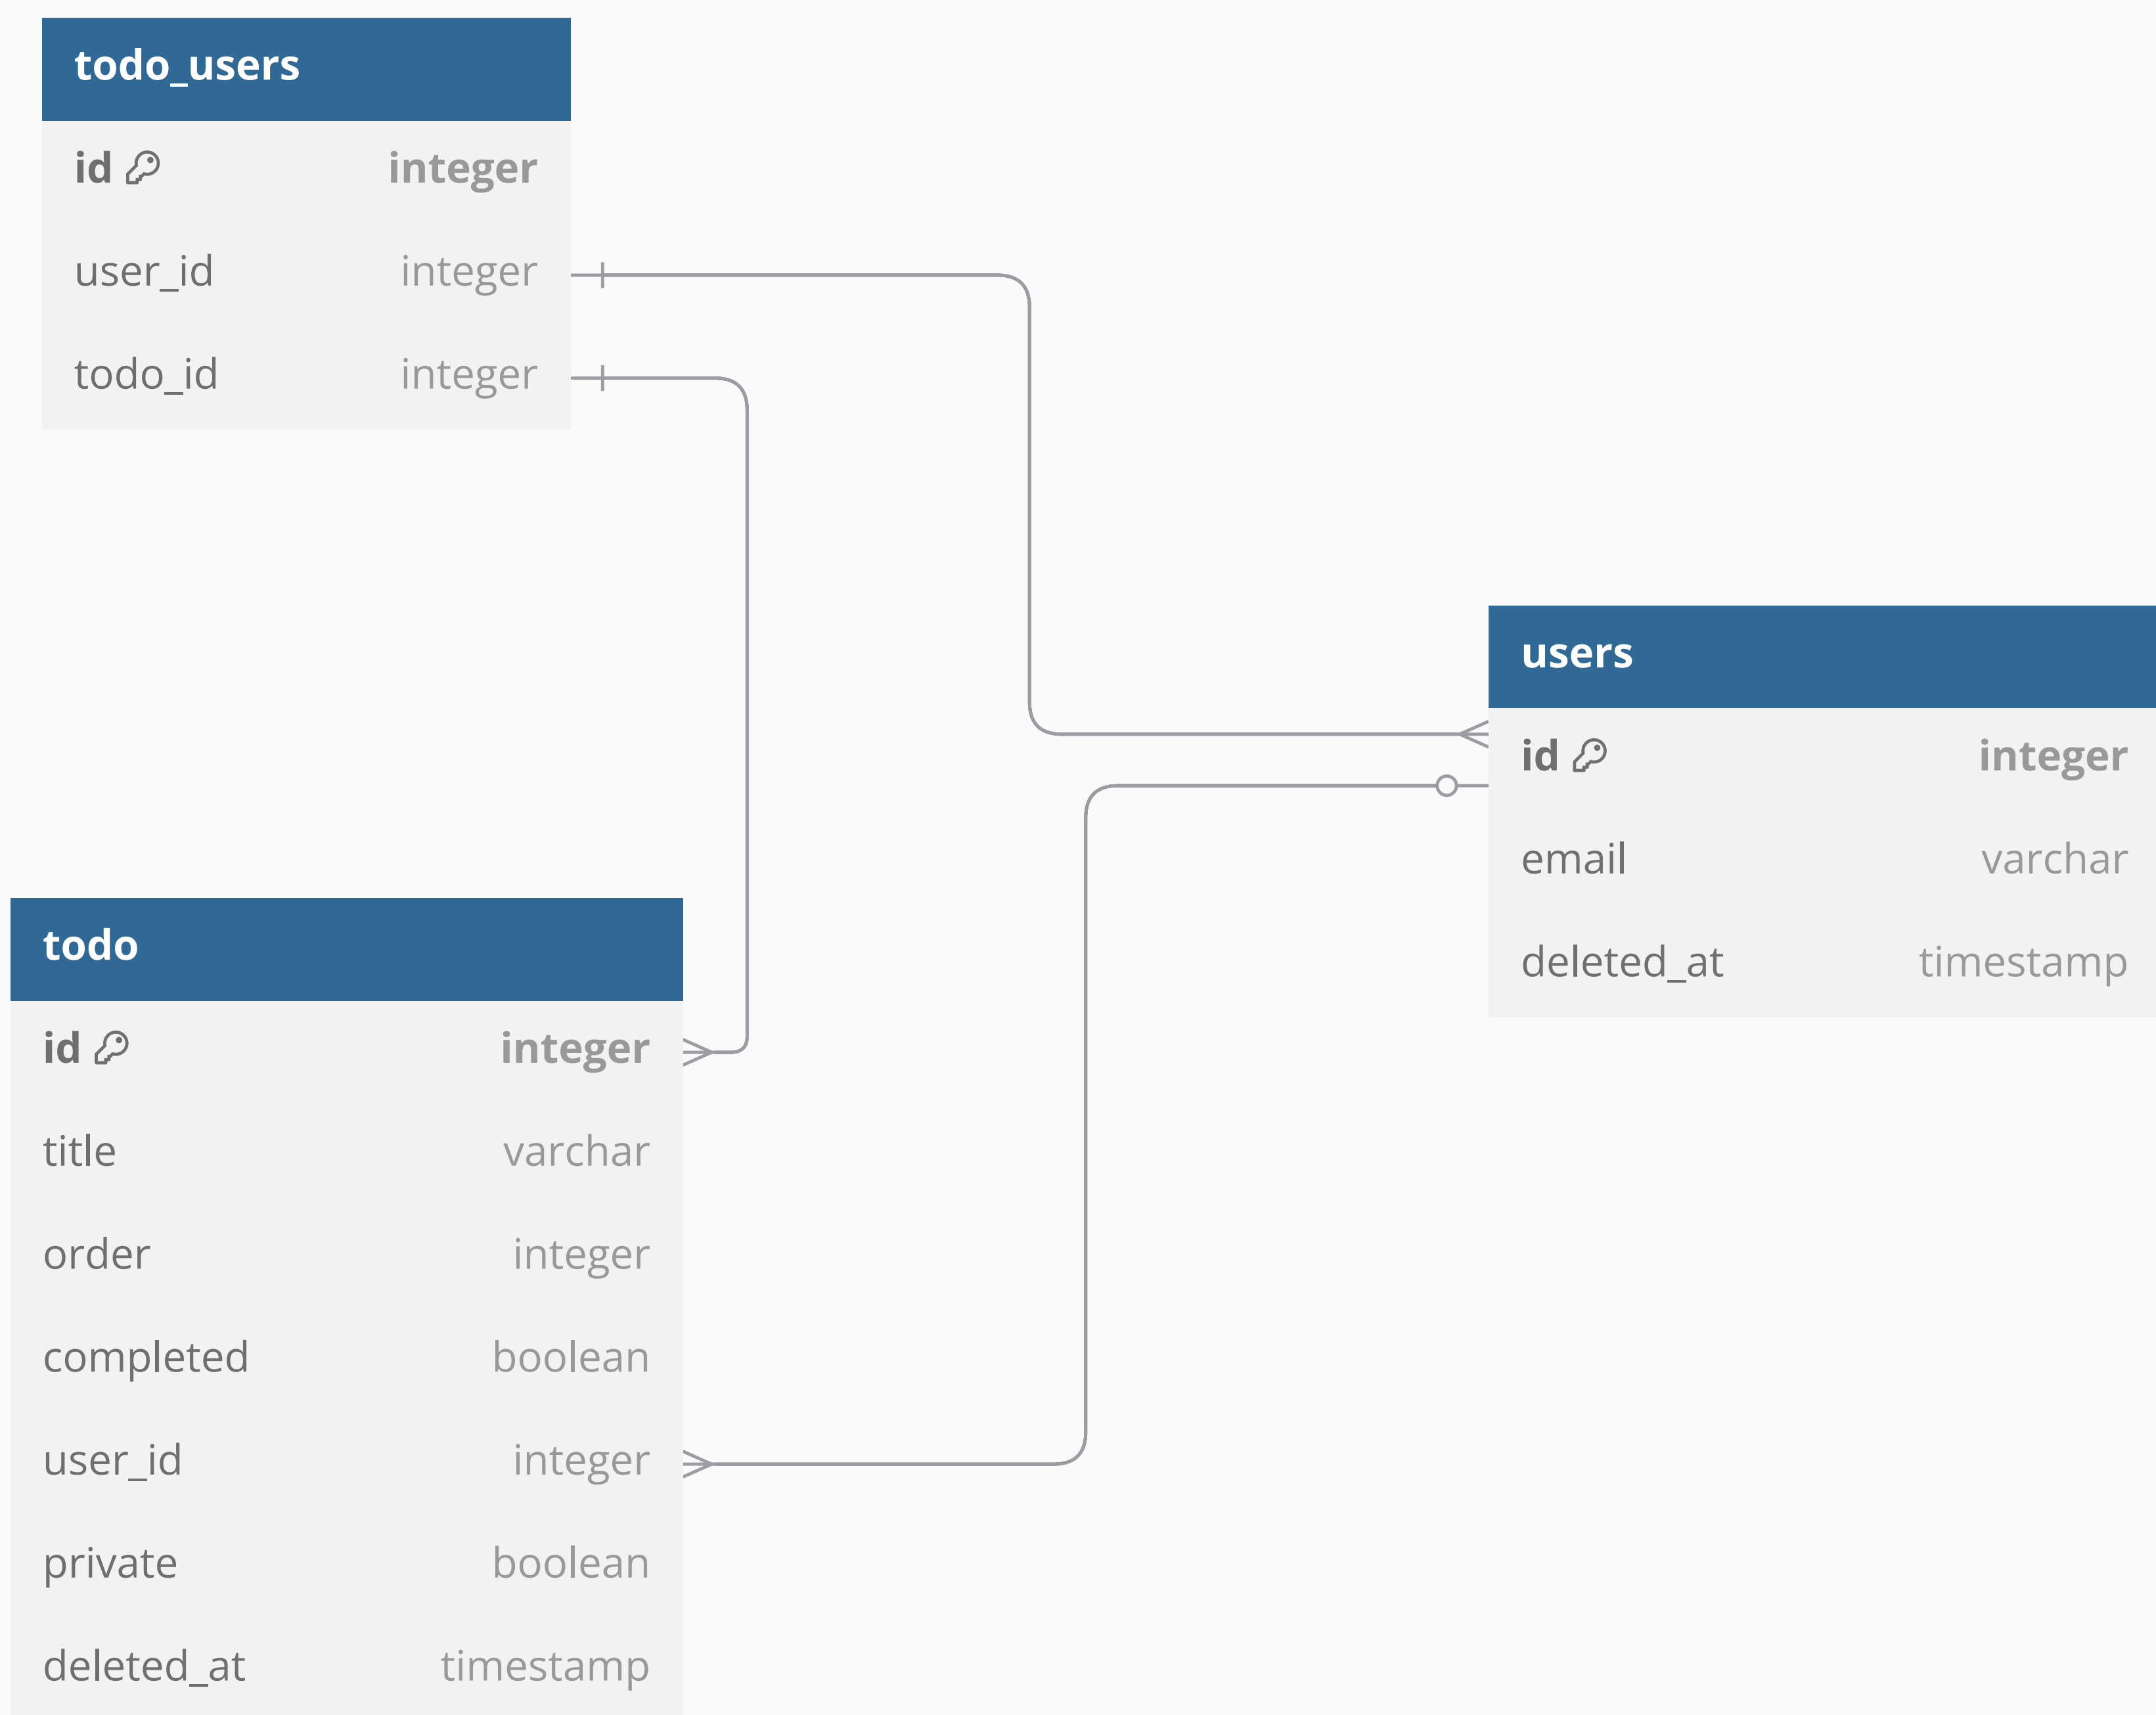 todo_users
id integer
user_id integer
todo_id integer
users
id integer
email varchar
deleted_at timestamp
todo
id integer
title varchar
order integer
completed boolean
user_id integer
private boolean
deleted_at timestamp